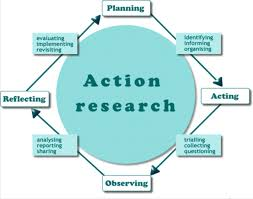 Planning
evaluating
implementing
revisiting
identifying
informing
organising
Action
research
Reflecting
Acting
analysing
reporting
sharing
trialling
collecting
questioning
Observing